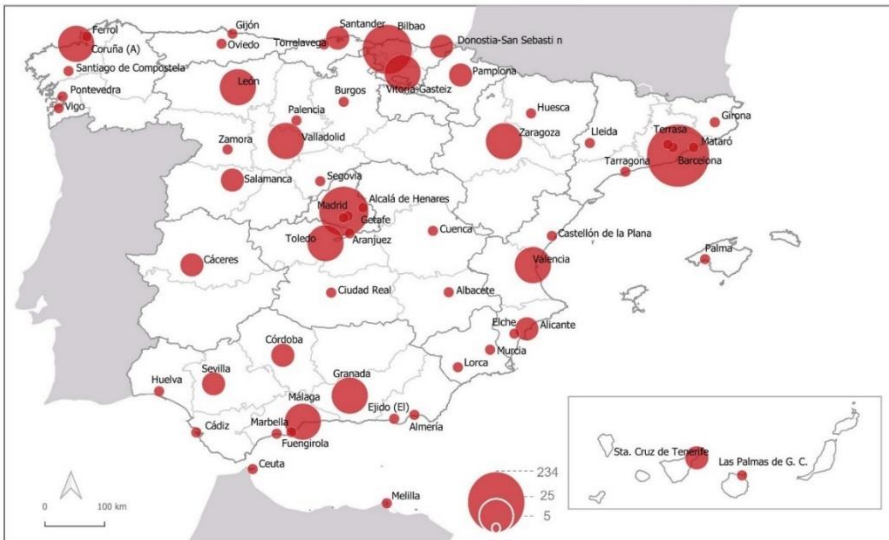 Gijón
Santander
Bilbao
Ferrol
Coruña (A)
Oviedo
Torrelavega
Donostia-San Sebasti n
Santiago de Compostela
León
Vitoria-Gasteiz
Pamplona
Pontevedra
Vigo
Burgos
Palencia
Huesca
Girona
Zamora
Valladolid
Zaragoza
Lleida
Terrasa
Mataró
Barcelona
Tarragona
Salamanca
Segovia
Madrid
Alcalá de Henares
Getafe
Toledo
Aranjuez
Cuenca
Castellón de la Plana
Palma
Cáceres
Valencia
Ciudad Real
Albacete
Elche
Alicante
Córdoba
Murcia
Lorca
Sevilla
Granada
Huelva
Málaga
Ejido (El)
Almería
Cádiz
Marbella
Fuengirola
Ceuta
Melilla
Sta. Cruz de Tenerife
Las Palmas de G. C.
234
25
5
0
100 km